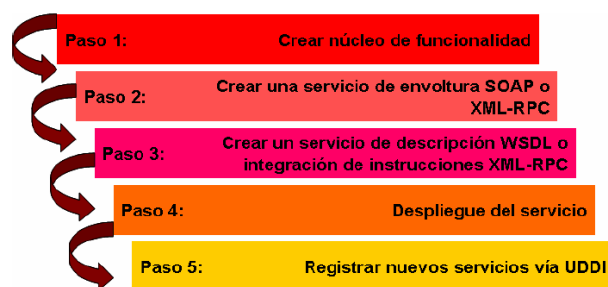 Paso 1: Crear núcleo de funcionalidad
Paso 2: Crear una servicio de envoltura SOAP o
XML-RPC
Paso 3: Crear un servicio de descripción WSDL o
integración de instrucciones XML-RPC
Paso 4: Despliegue del servicio
Paso 5: Registrar nuevos servicios vía UDDI